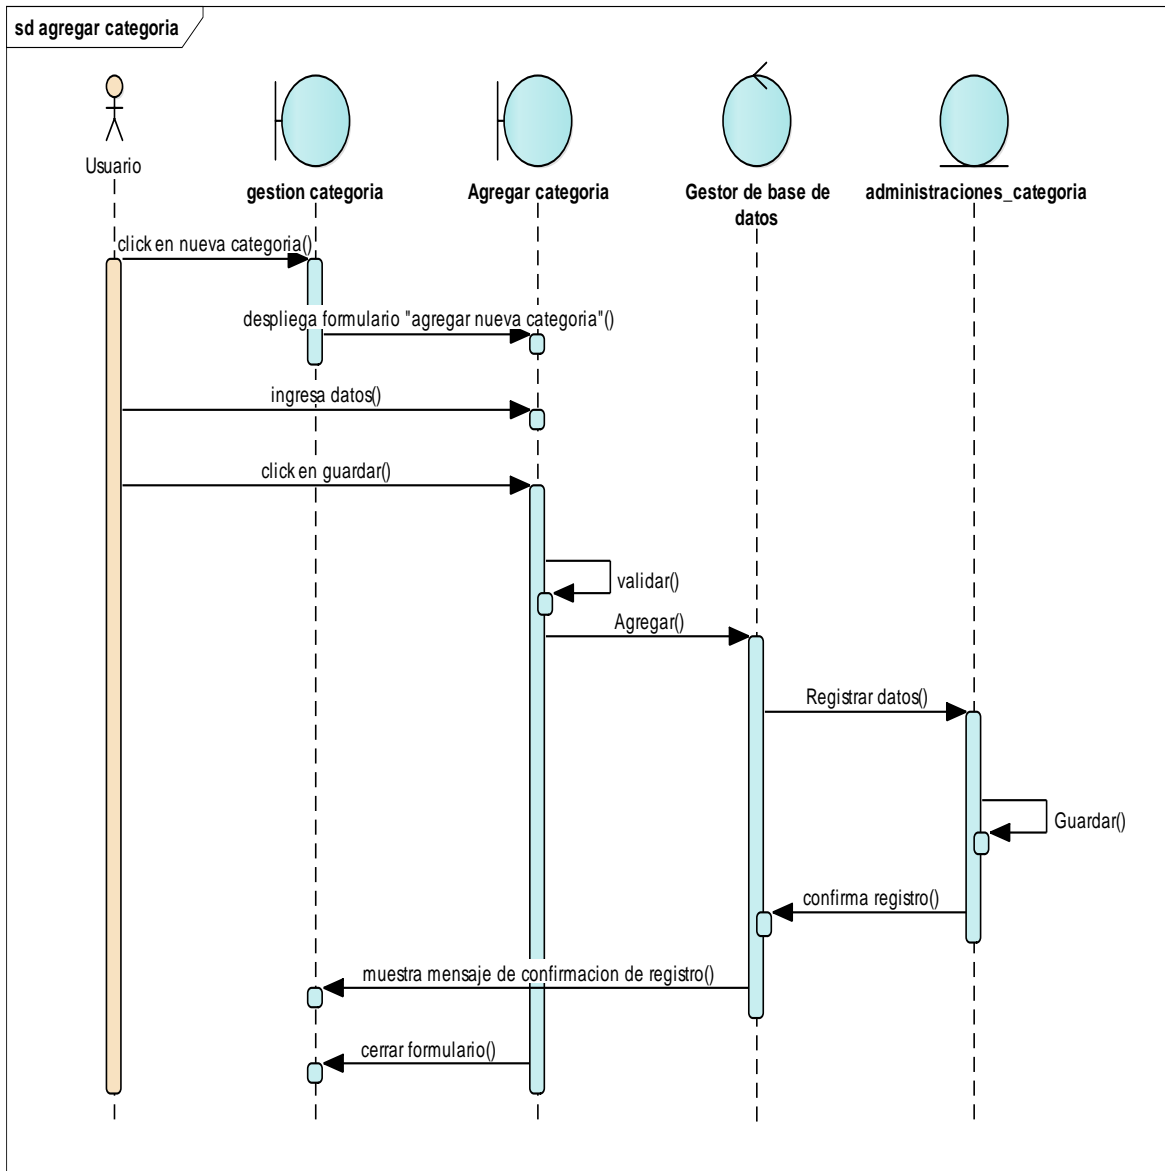 sd agregar categoria
Usuario
gestion categoria
Agregar categoria
Gestor de base de
datos
administraciones_categoria
click en nueva categoria()
despliega formulario "agregar nueva categoria"()
ingresa datos()
click en guardar()
validar()
Agregar()
Registrar datos()
Guardar()
confirma registro()
muestra mensaje de confirmacion de registro()
cerrar formulario()